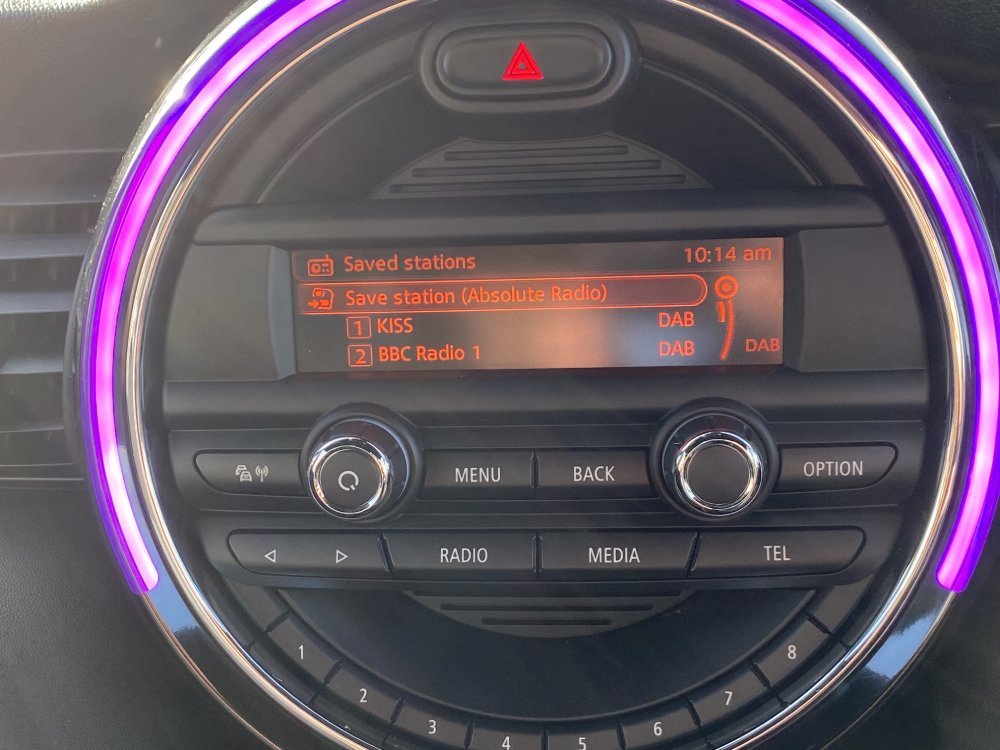 Saved stations 10:14 am
Save station (Absolute Radio)
1 KISS DAB
2 BBC Radio 1 DAB DAB
MENU BACK OPTION
RADIO MEDIA TEL
1 2 3 4 5 6 7 8